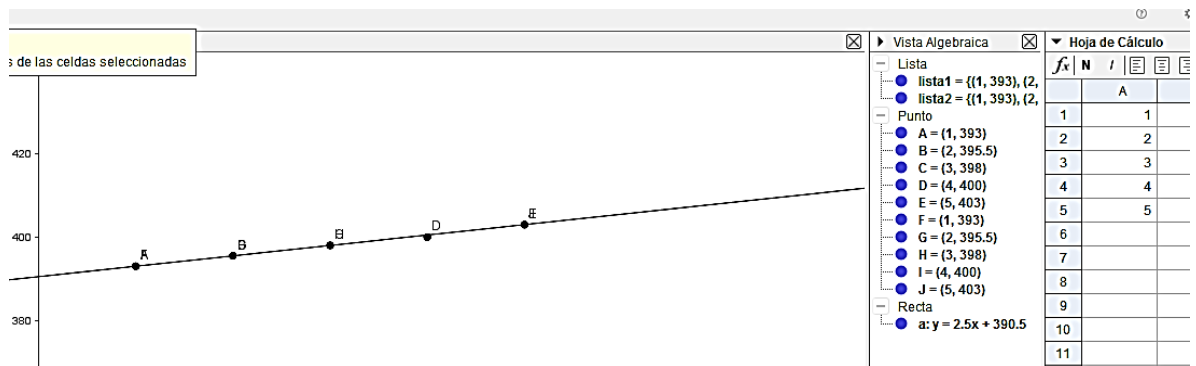 s de las celdas seleccionadas
420
400
380
A
B
D
E
Vista Algebraica
Lista
lista1 = {(1, 393), (2,
lista2 = {(1, 393), (2,
Punto
A = (1, 393)
B = (2, 395.5)
C = (3, 398)
D = (4, 400)
E = (5, 403)
F = (1, 393)
G = (2, 395.5)
H = (3, 398)
I = (4, 400)
J = (5, 403)
Recta
a: y = 2.5x + 390.5
Hoja de Cálculo
fx N I
A
1 1
2 2
3 3
4 4
5 5
6
7
8
9
10
11